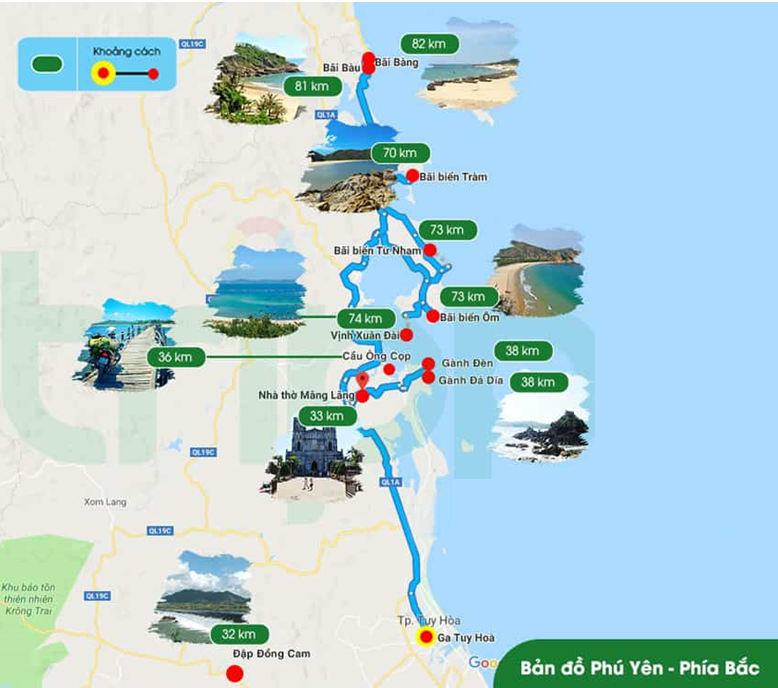 Khoảng cách
QL19C
82 km
Bãi Bàu
Bãi Bàng
81 km
QL1A
70 km
Bãi biển Tràm
73 km
Bãi biển Từ Nham
73 km
74 km
Bãi biển Ôm
Vịnh Xuân Đài
36 km
Cầu Ông Cọp
38 km
Gành Đèn
Gành Đá Dĩa
38 km
Nhà thờ Măng Lăng
33 km
QL19C
QL1A
Xom Lang
QL19C
Khu bảo tồn
thiên nhiên
Krông Trai
QL19C
32 km
Đập Đồng Cam
Tp. Tuy Hòa
Ga Tuy Hoà
Goo
Bản đồ Phú Yên - Phía Bắc